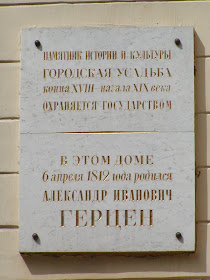 ПАМЯТНИК ИСТОРИИ И КУЛЬТУРЫ
ГОРОДСКАЯ УСАДЬБА
конца XVIII – начала XIX века
ОХРАНЯЕТСЯ ГОСУДАРСТВОМ
В ЭТОМ ДОМЕ
6 апреля 1812 года родился
АЛЕКСАНДР ИВАНОВИЧ
ГЕРЦЕН